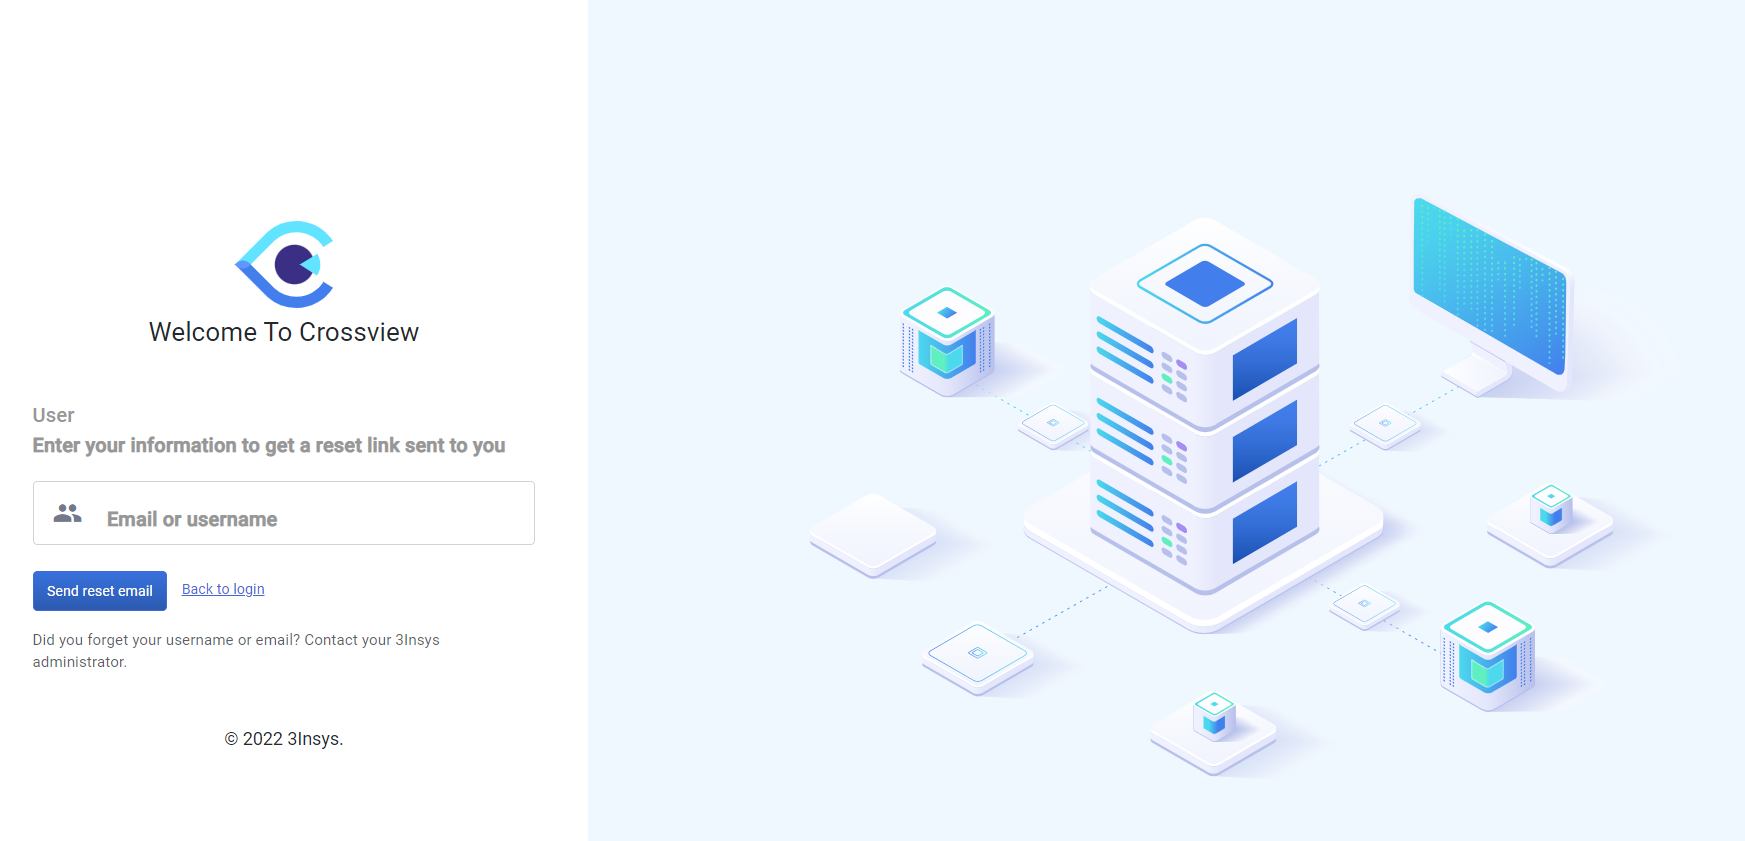 Welcome To Crossview
User
Enter your information to get a reset link sent to you
Email or username
Send reset email
Back to login
Did you forget your username or email? Contact your 3Insys
administrator.
© 2022 3Insys.